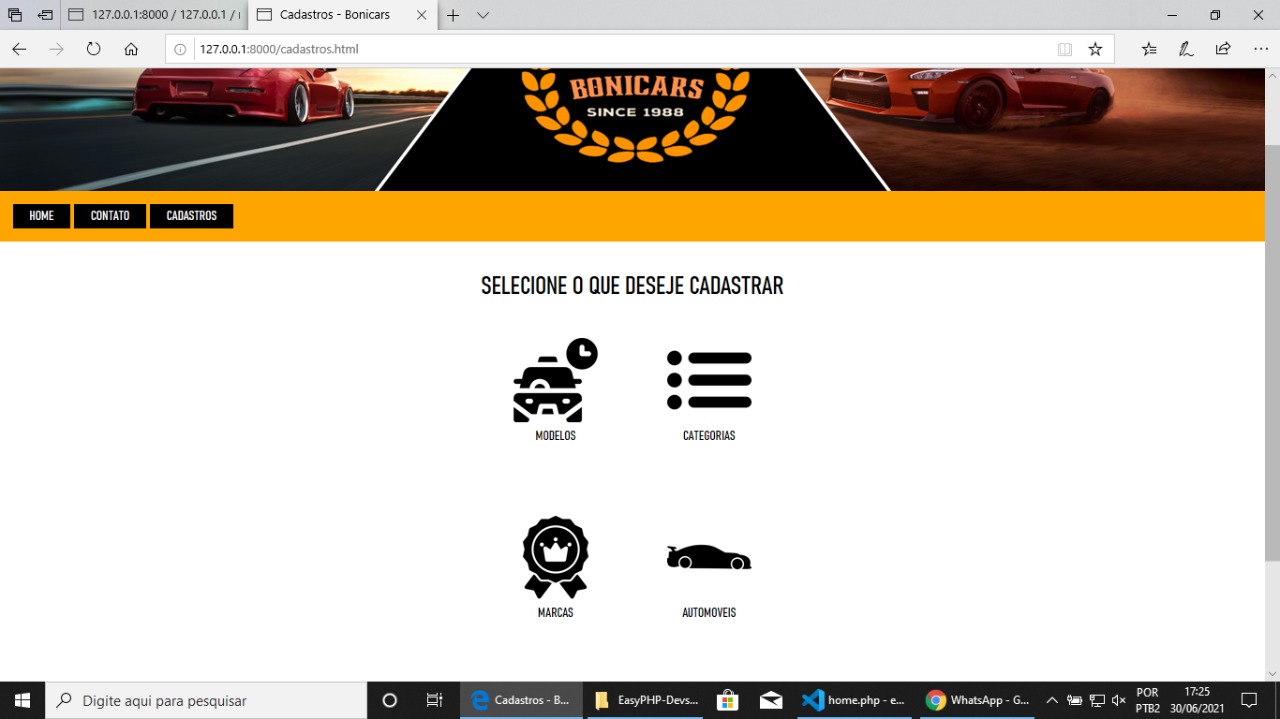 127.0.0.1:8000 / 127.0.0.1 /
Cadastros - Bonicars
127.0.0.1:8000/cadastros.html
BONICARS
SINCE 1988
HOME
CONTATO
CADASTROS
SELECIONE O QUE DESEJE CADASTRAR
MODELOS
CATEGORIAS
MARCAS
AUTOMOVEIS
Digite aqui para pesquisar
Cadastros - B...
EasyPHP-Devs...
home.php - e...
WhatsApp - G...
POR
PTB2
17:25
30/06/2021